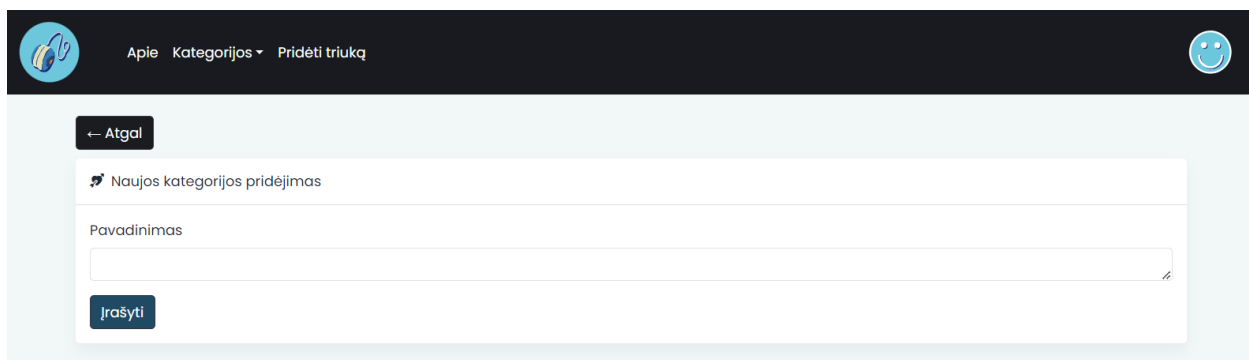 Apie Kategorijos Pridėti triuką
← Atgal
Naujos kategorijos pridėjimas
Pavadinimas
Įrašyti